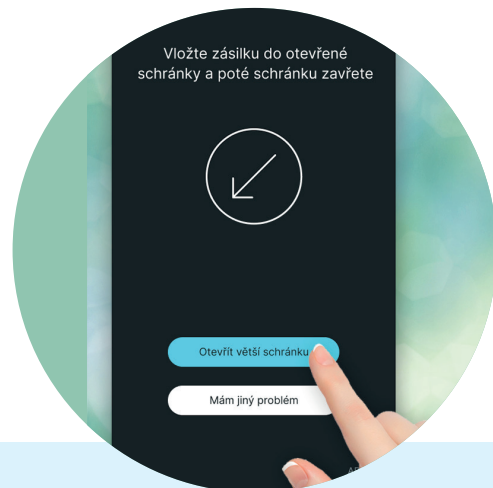 Vložte zásilku do otevřené
schránky a poté schránku zavřete
Otevřít větší schránku
Mám jiný problém